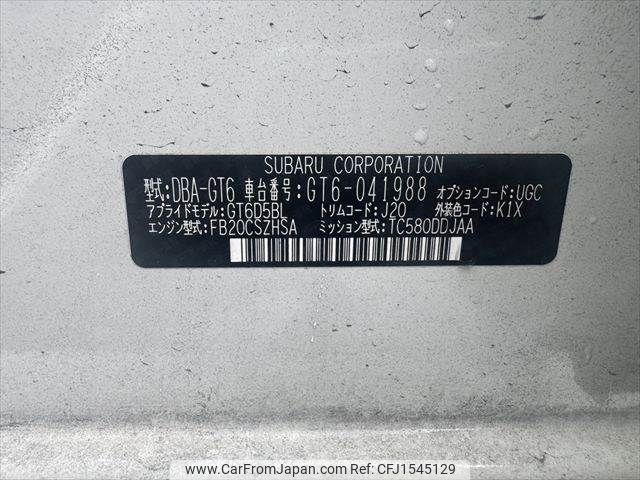 SUBARU CORPORATION
型式:DBA-GT6 車台番号:GT6-041988 オプションコード:UGC
アプライドモデル:GT6D5BL トリムコード:J20 外装色コード:K1X
エンジン型式:FB20CSZHSA ミッション型式:TC580DDJAA
www.CarFromJapan.com - CFJ1545129